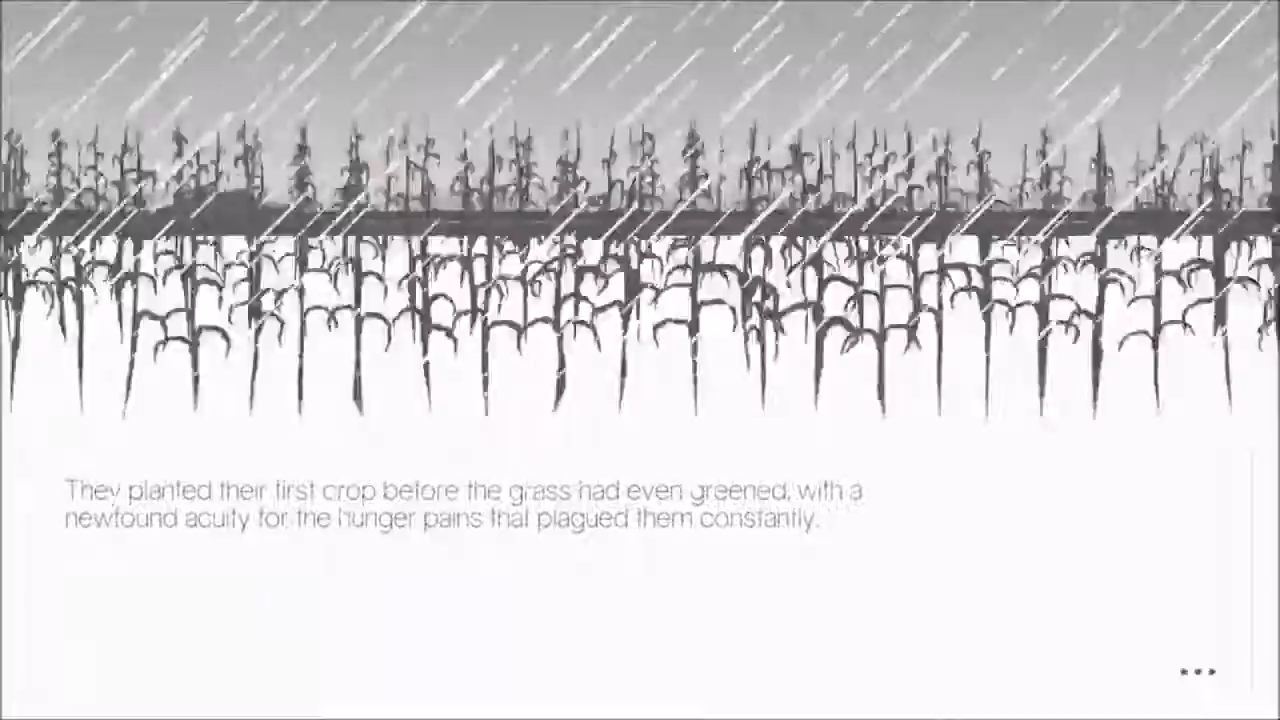 They planted their first crop before the grass had even greened, with a
newfound acuity for the hunger pains that plagued them constantly.